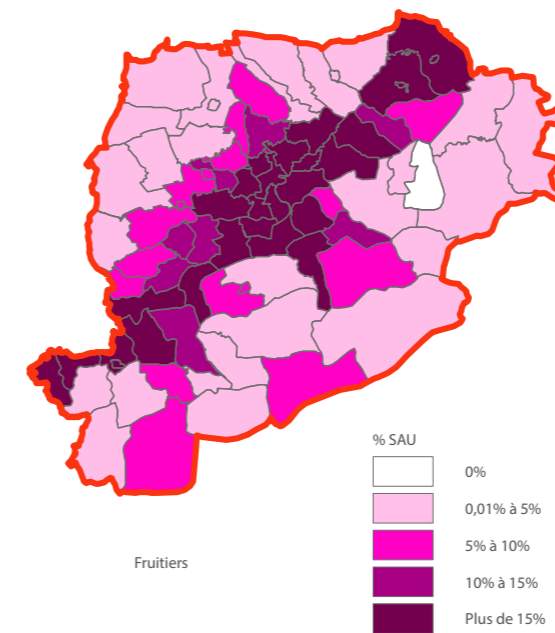 % SAU
0%
0,01% à 5%
5% à 10%
10% à 15%
Plus de 15%
Fruitiers